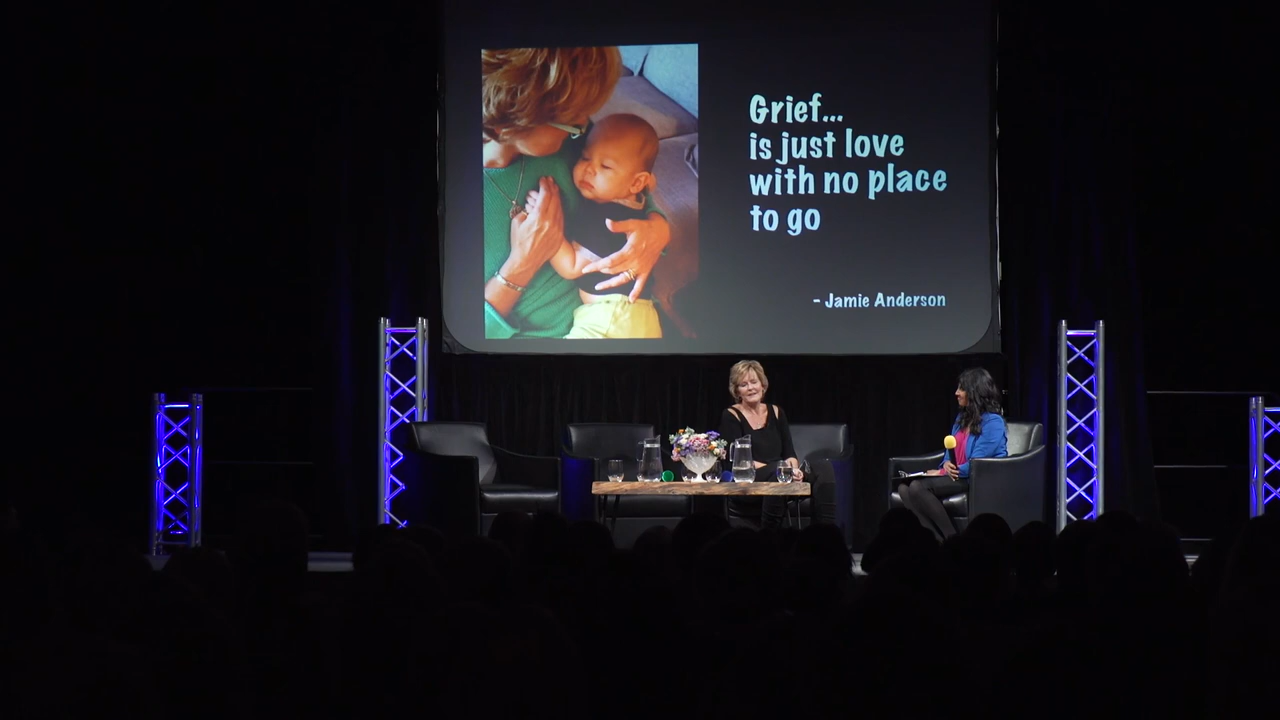 Grief...
is just love
with no place
to go
- Jamie Anderson